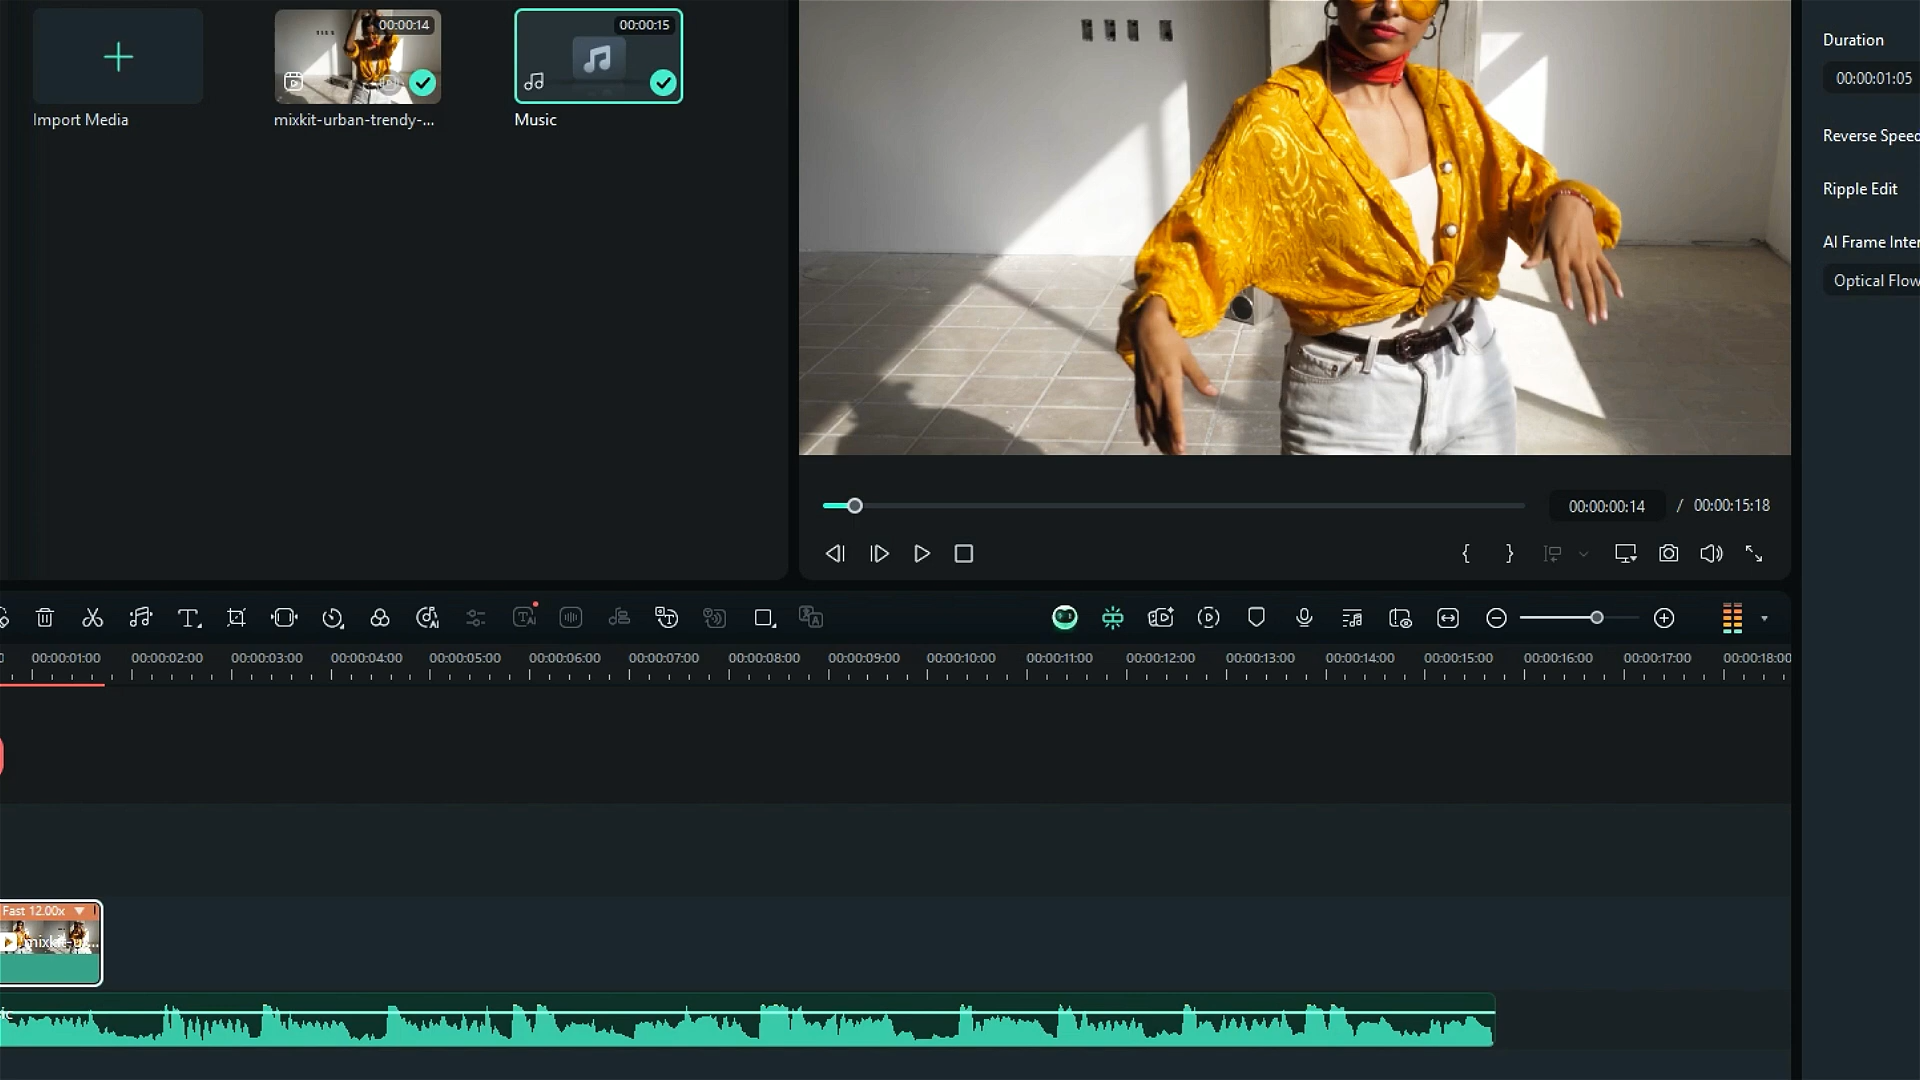 00:00:14
00:00:15
Import Media
mixkit-urban-trendy-...
Music
Duration
00:00:01:05
Reverse Speed
Ripple Edit
AI Frame Inter
Optical Flow
00:00:00:14 / 00:00:15:18
00:00:01:00 00:00:02:00 00:00:03:00 00:00:04:00 00:00:05:00 00:00:06:00 00:00:07:00 00:00:08:00 00:00:09:00 00:00:10:00 00:00:11:00 00:00:12:00 00:00:13:00 00:00:14:00 00:00:15:00 00:00:16:00 00:00:17:00 00:00:18:00
Fast 12.00x
mixkit-ur...
ic